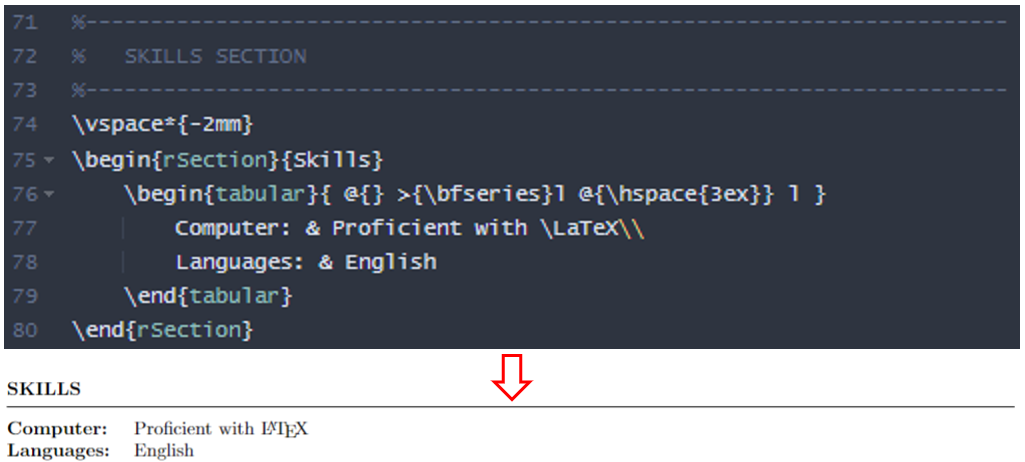 71 %-----------------------------------------------------------------------
72 % SKILLS SECTION
73 %-----------------------------------------------------------------------
74 \vspace*{-2mm}
75 \begin{rSection}{Skills}
76 \begin{tabular}{ @{} >{\bfseries}l @{\hspace{3ex}} l }
77 Computer: & Proficient with \LaTeX\\
78 Languages: & English
79 \end{tabular}
80 \end{rSection}
SKILLS
Computer: Proficient with LATEX
Languages: English